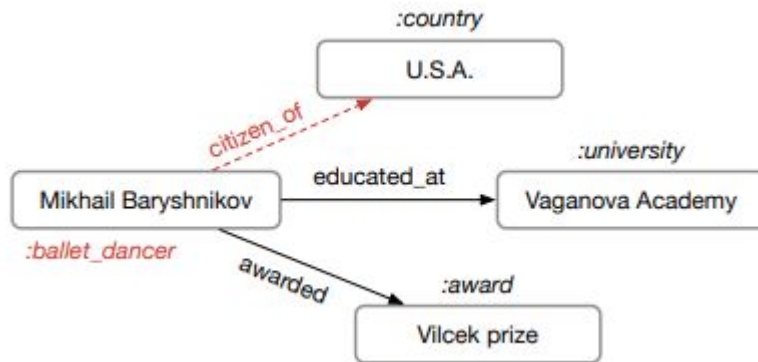 :country
U.S.A.
citizen_of
:university
educated_at
Mikhail Baryshnikov
Vaganova Academy
:ballet_dancer
awarded
:award
Vilcek prize